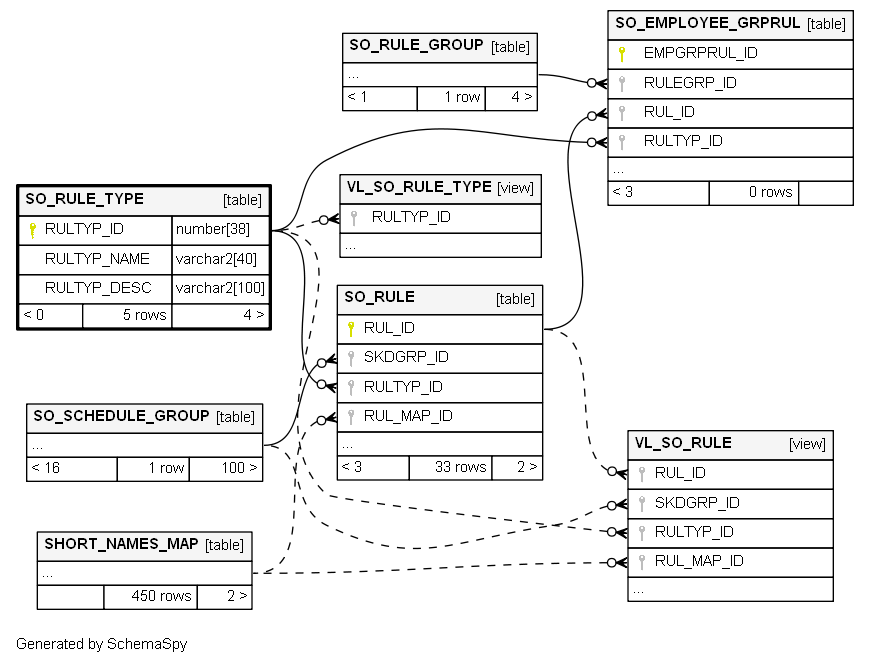 SO_RULE_GROUP [table]
...
< 1 1 row 4 >
SO_EMPLOYEE_GRPRUL [table]
EMPGRPRUL_ID
RULEGRP_ID
RUL_ID
RULTYP_ID
...
< 3 0 rows
SO_RULE_TYPE [table]
RULTYP_ID number[38]
RULTYP_NAME varchar2[40]
RULTYP_DESC varchar2[100]
< 0 5 rows 4 >
VL_SO_RULE_TYPE [view]
RULTYP_ID
...
SO_RULE [table]
RUL_ID
SKDGRP_ID
RULTYP_ID
RUL_MAP_ID
...
< 3 33 rows 2 >
SO_SCHEDULE_GROUP [table]
...
< 16 1 row 100 >
VL_SO_RULE [view]
RUL_ID
SKDGRP_ID
RULTYP_ID
RUL_MAP_ID
...
SHORT_NAMES_MAP [table]
...
450 rows 2 >
Generated by SchemaSpy